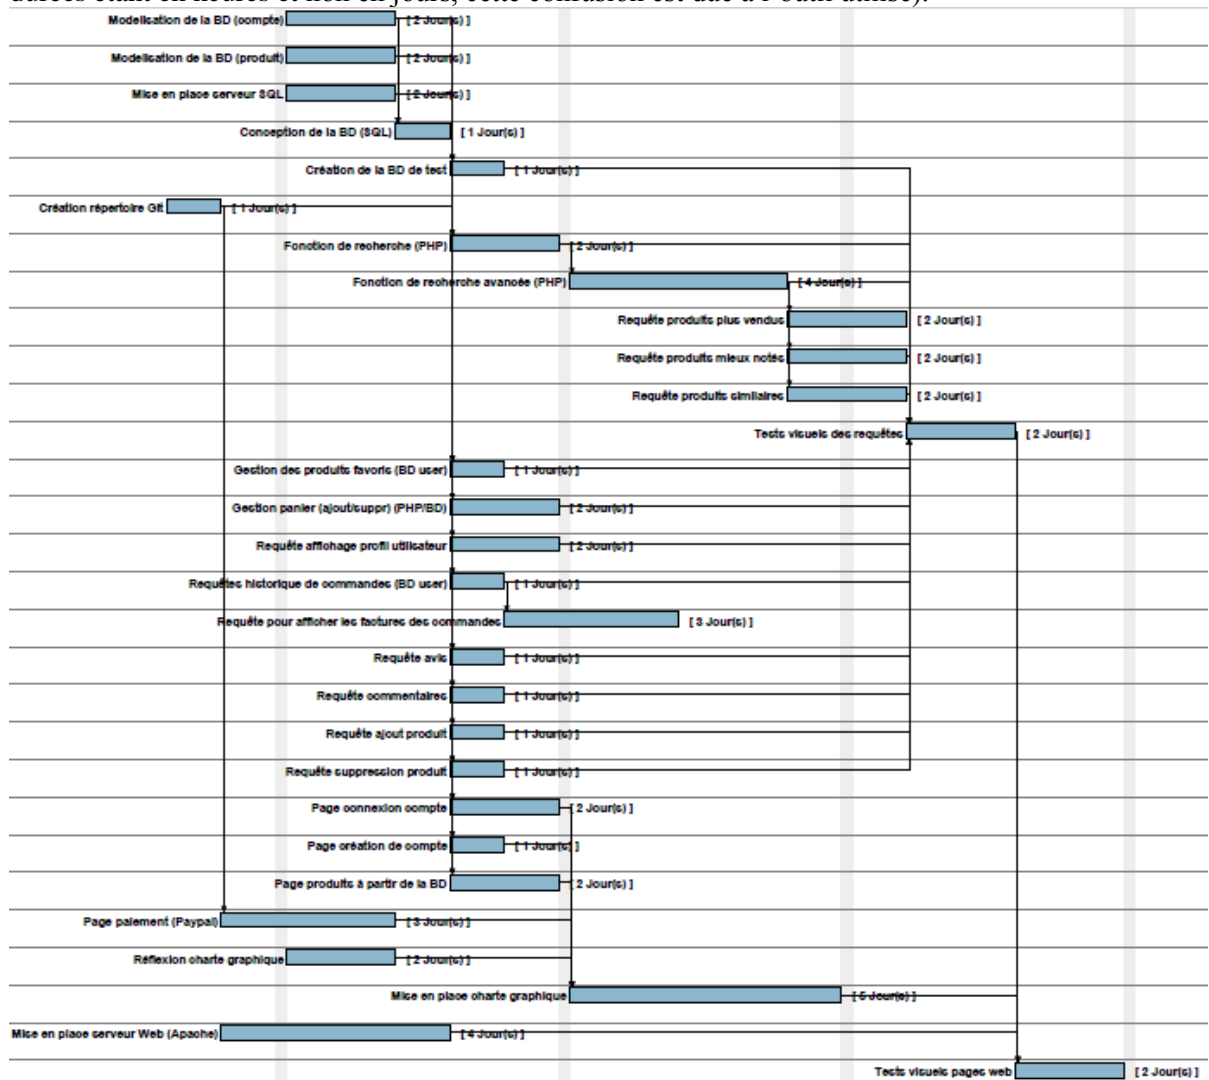 durées étant en heures et non en jours, cette confusion est due à l'outil utilisé).
Modelisation de la BD (compte) [ 2 Jour(s) ]
Modelisation de la BD (produit) [ 2 Jour(s) ]
Mise en place serveur SQL [ 2 Jour(s) ]
Conception de la BD (SQL) [ 1 Jour(s) ]
Création de la BD de test [ 1 Jour(s) ]
Création répertoire Git [ 1 Jour(s) ]
Fonction de recherche (PHP) [ 2 Jour(s) ]
Fonction de recherche avancée (PHP) [ 4 Jour(s) ]
Requête produits plus vendus [ 2 Jour(s) ]
Requête produits mieux notés [ 2 Jour(s) ]
Requête produits similaires [ 2 Jour(s) ]
Tests visuels des requêtes [ 2 Jour(s) ]
Gestion des produits favoris (BD user) [ 1 Jour(s) ]
Gestion panier (ajout/suppr) (PHP/BD) [ 2 Jour(s) ]
Requête affichage profil utilisateur [ 2 Jour(s) ]
Requêtes historique de commandes (BD user) [ 1 Jour(s) ]
Requête pour afficher les factures des commandes [ 3 Jour(s) ]
Requête avis [ 1 Jour(s) ]
Requête commentaires [ 1 Jour(s) ]
Requête ajout produit [ 1 Jour(s) ]
Requête suppression produit [ 1 Jour(s) ]
Page connexion compte [ 2 Jour(s) ]
Page création de compte [ 1 Jour(s) ]
Page produits à partir de la BD [ 2 Jour(s) ]
Page paiement (Paypal) [ 3 Jour(s) ]
Réflexion charte graphique [ 2 Jour(s) ]
Mise en place charte graphique [ 5 Jour(s) ]
Mise en place serveur Web (Apache) [ 4 Jour(s) ]
Tests visuels pages web [ 2 Jour(s) ]